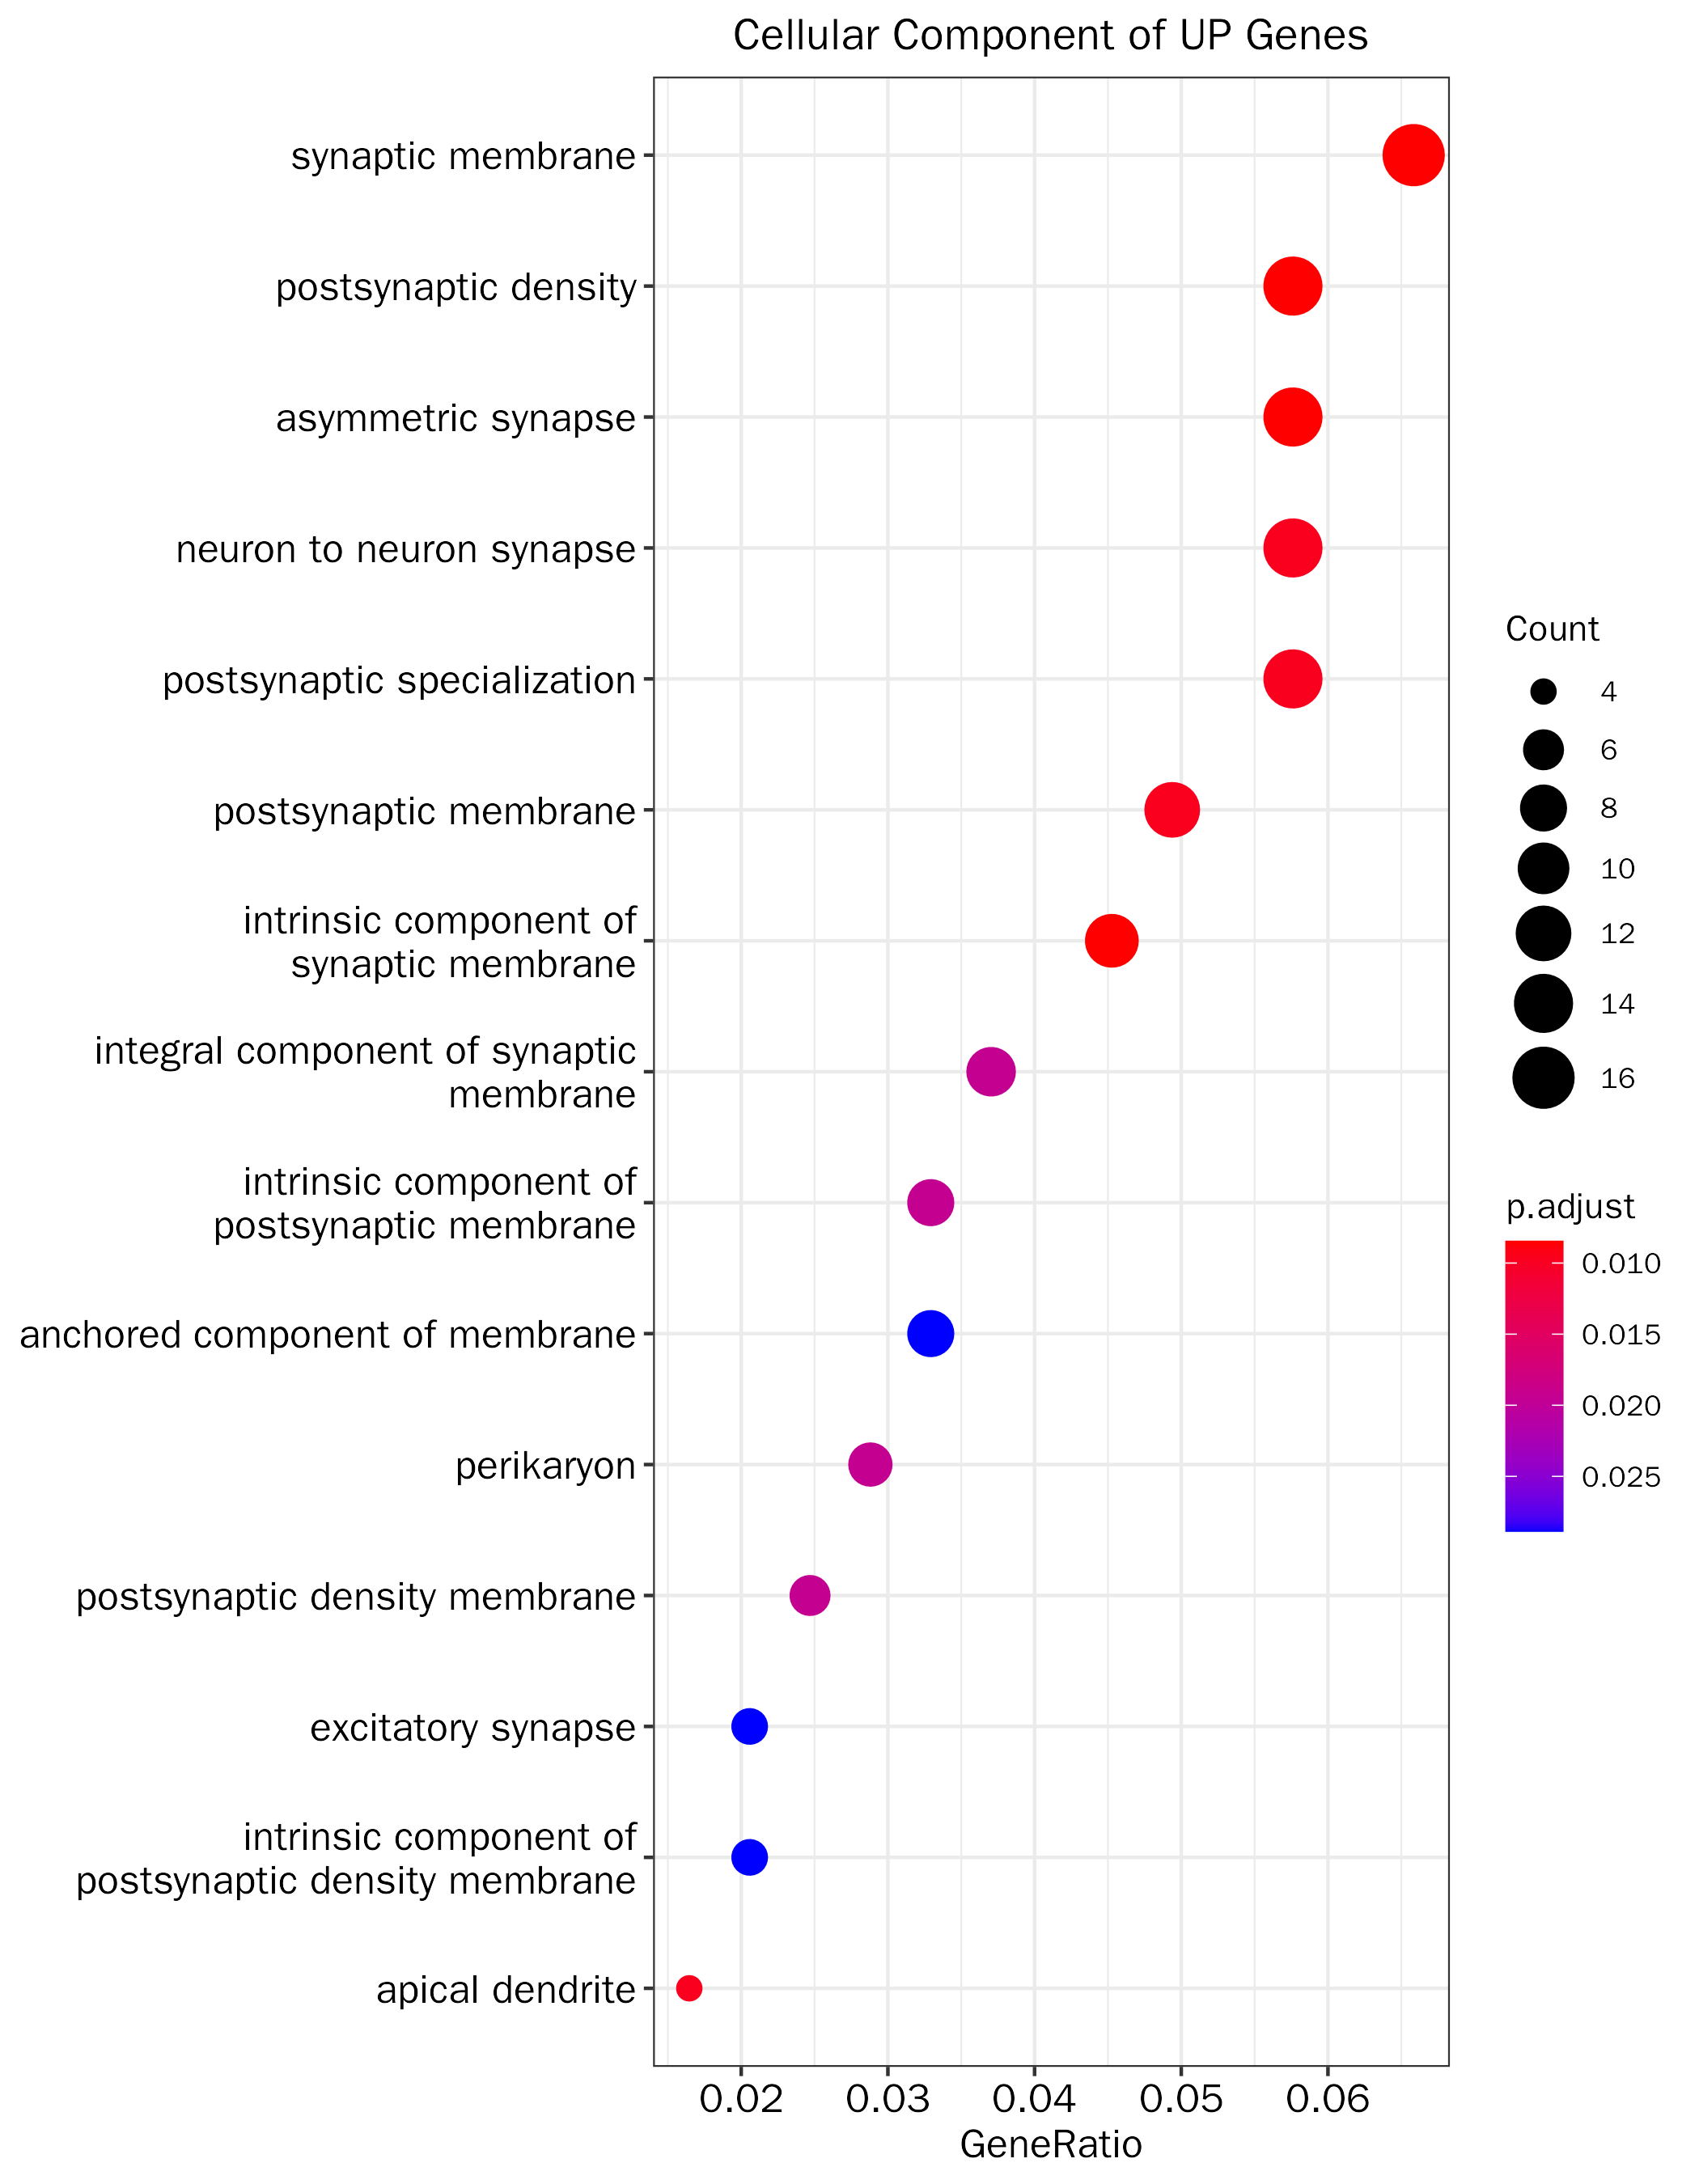 Cellular Component of UP Genes
synaptic membrane
postsynaptic density
asymmetric synapse
neuron to neuron synapse
postsynaptic specialization
postsynaptic membrane
intrinsic component of
synaptic membrane
integral component of synaptic
membrane
intrinsic component of
postsynaptic membrane
anchored component of membrane
perikaryon
postsynaptic density membrane
excitatory synapse
intrinsic component of
postsynaptic density membrane
apical dendrite
0.02 0.03 0.04 0.05 0.06
GeneRatio
Count
4
6
8
10
12
14
16
p.adjust
0.010
0.015
0.020
0.025